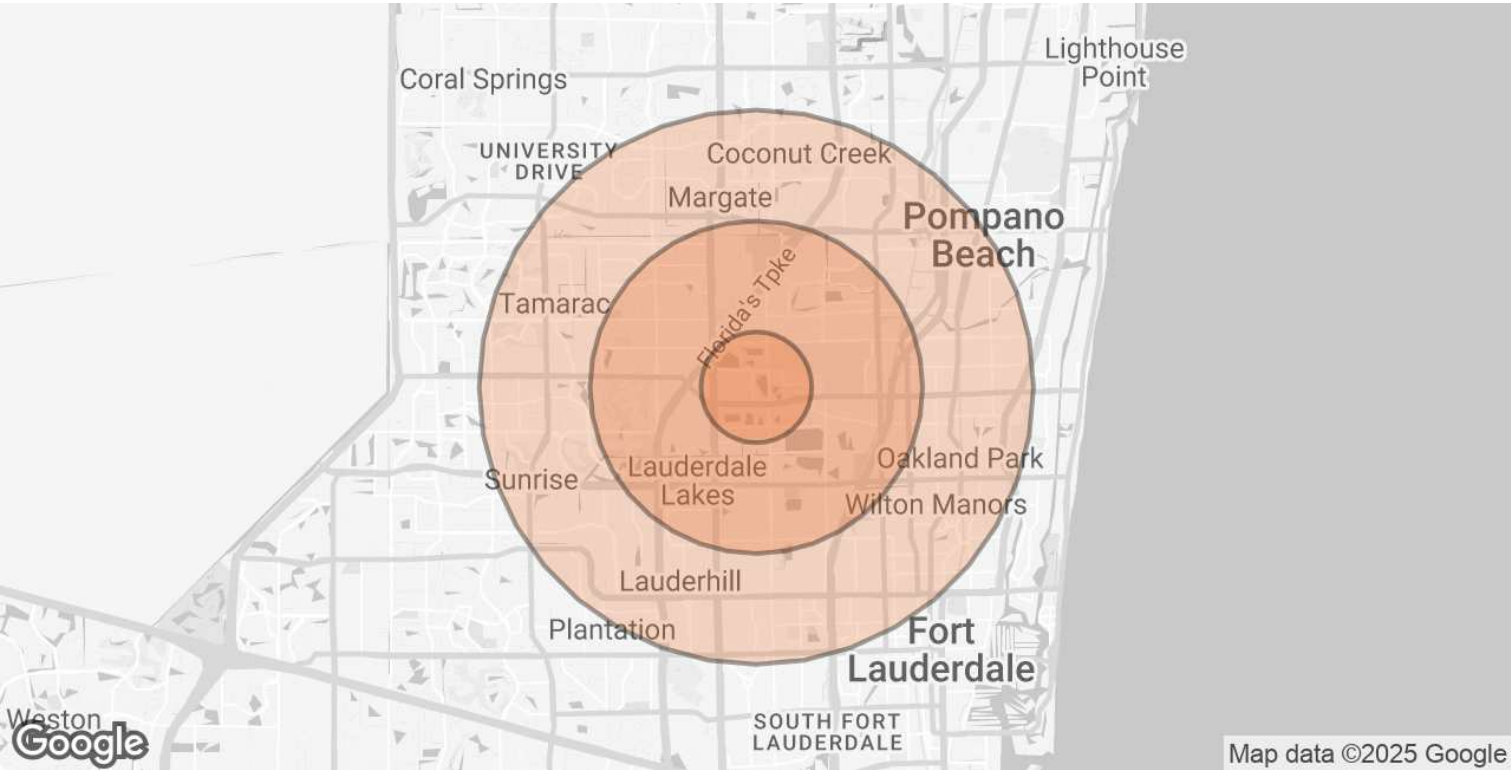 Lighthouse
Point
Coral Springs
UNIVERSITY
DRIVE
Coconut Creek
Margate
Pompano
Beach
Florida's Tpke
Tamarac
Oakland Park
Lauderdale
Lakes
Sunrise
Wilton Manors
Lauderhill
Plantation
Fort
Lauderdale
Weston
SOUTH FORT
LAUDERDALE
Google
Map data ©2025 Google